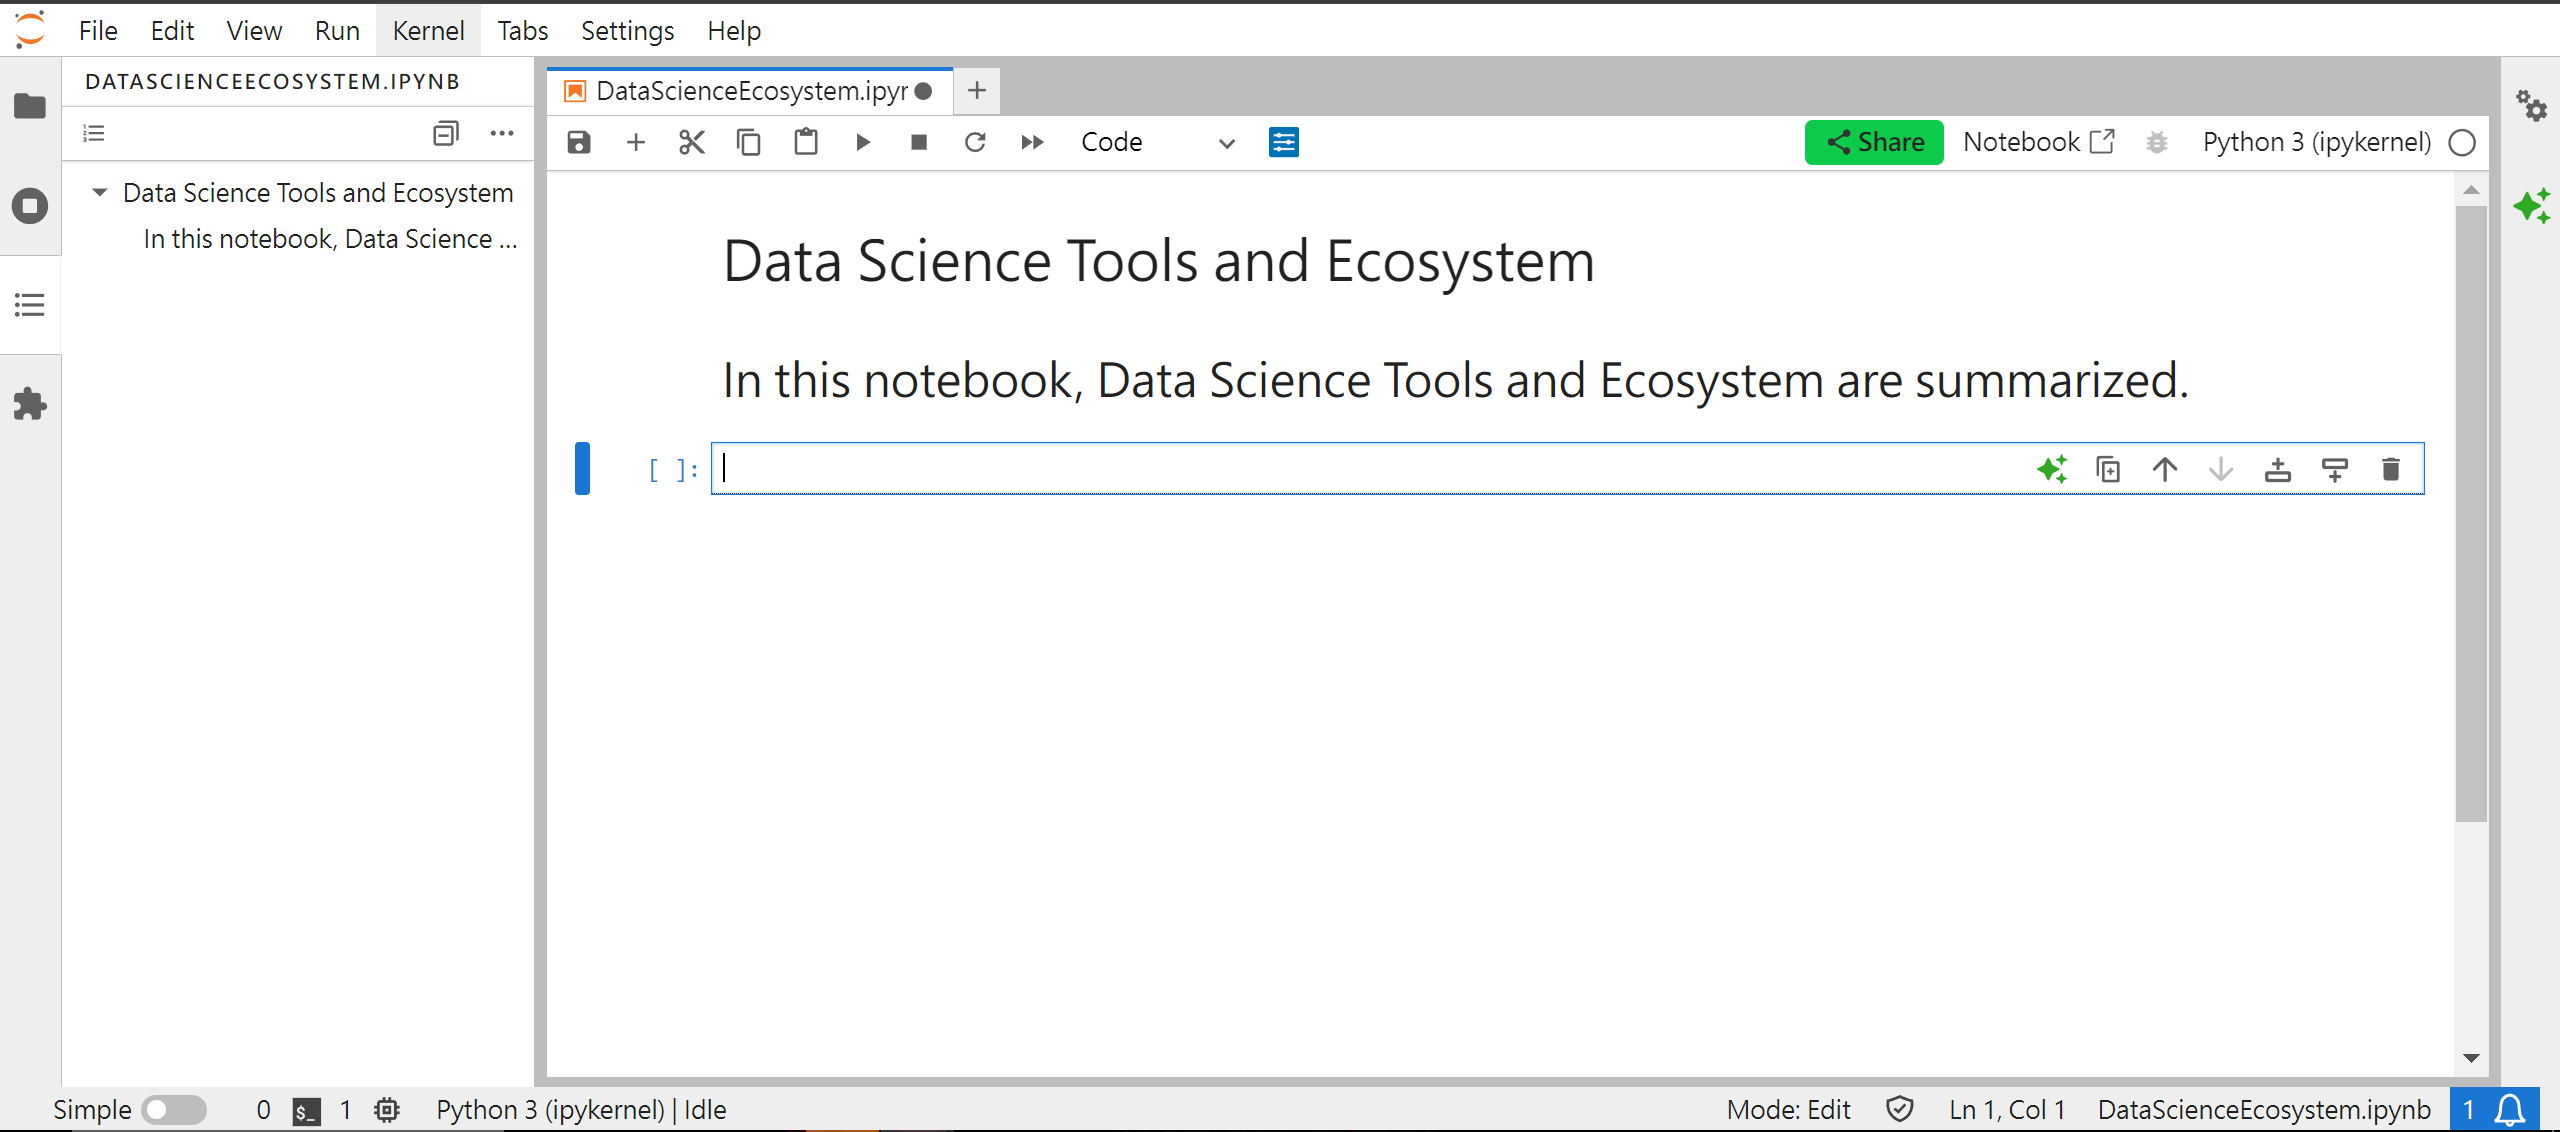 File Edit View Run Kernel Tabs Settings Help
DATASCIENCEECOSYSTEM.IPYNB
Data Science Tools and Ecosystem
In this notebook, Data Science ...
DataScienceEcosystem.ipyr
Code
Share Notebook Python 3 (ipykernel)
Data Science Tools and Ecosystem
In this notebook, Data Science Tools and Ecosystem are summarized.
[ ]:
Simple 0 $_ 1 Python 3 (ipykernel) | Idle Mode: Edit Ln 1, Col 1 DataScienceEcosystem.ipynb 1